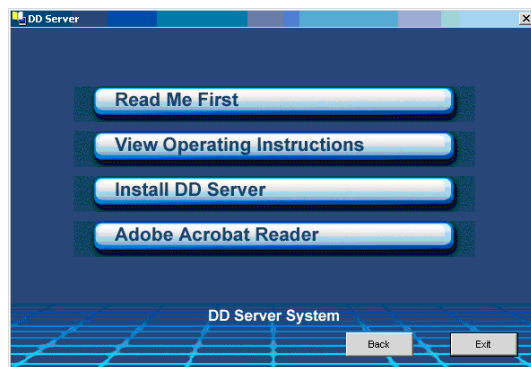 DD Server
Read Me First
View Operating Instructions
Install DD Server
Adobe Acrobat Reader
DD Server System
Back
Exit